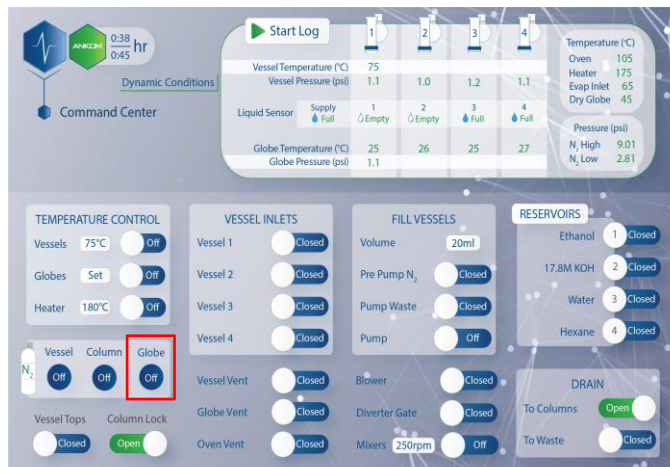 ANKOM
0:38
0:45
hr
Dynamic Conditions
Command Center
Start Log
1 2 3 4
Vessel Temperature (°C) 75
Vessel Pressure (psi) 1.1 1.0 1.2 1.1
Liquid Sensor Supply 1 2 3 4
Full Empty Empty Full Full
Globe Temperature (°C) 25 26 25 27
Globe Pressure (psi) 1.1
Temperature (°C)
Oven 105
Heater 175
Evap Inlet 65
Dry Globe 45
Pressure (psi)
N2 High 9.01
N2 Low 2.81
TEMPERATURE CONTROL
Vessels 75°C Off
Globes Set Off
Heater 180°C Off
N2
Vessel Column Globe
Off Off Off
Vessel Tops Column Lock
Closed Open
VESSEL INLETS
Vessel 1 Closed
Vessel 2 Closed
Vessel 3 Closed
Vessel 4 Closed
Vessel Vent Closed
Globe Vent Closed
Oven Vent Closed
FILL VESSELS
Volume 20ml
Pre Pump N2 Closed
Pump Waste Closed
Pump Off
Blower Closed
Diverter Gate Closed
Mixers 250rpm Off
RESERVOIRS
Ethanol 1 Closed
17.8M KOH 2 Closed
Water 3 Closed
Hexane 4 Closed
DRAIN
To Columns Open
To Waste Closed